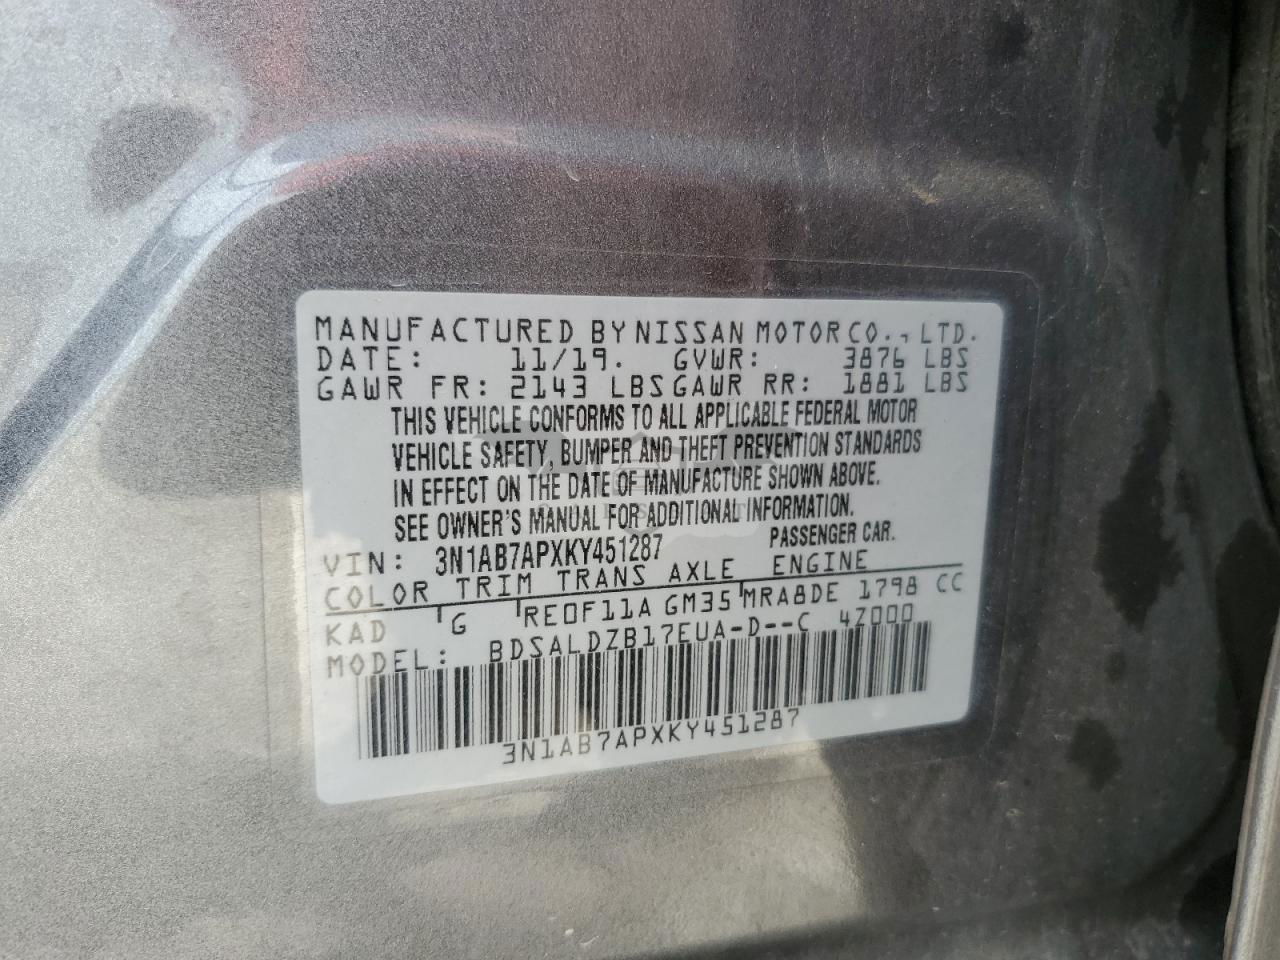 MANUFACTURED BY NISSAN MOTOR CO., LTD.
DATE: 11/19. GVWR: 3876 LBS
GAWR FR: 2143 LBS GAWR RR: 1881 LBS
THIS VEHICLE CONFORMS TO ALL APPLICABLE FEDERAL MOTOR
VEHICLE SAFETY, BUMPER AND THEFT PREVENTION STANDARDS
IN EFFECT ON THE DATE OF MANUFACTURE SHOWN ABOVE.
SEE OWNER'S MANUAL FOR ADDITIONAL INFORMATION.
VIN: 3N1AB7APXKY451287 PASSENGER CAR.
COLOR TRIM TRANS AXLE ENGINE
KAD G RE0F11A GM35 MRA8DE 1798 CC
MODEL: BDSALDZB17EUA-D--C 4Z000
3N1AB7APXKY451287